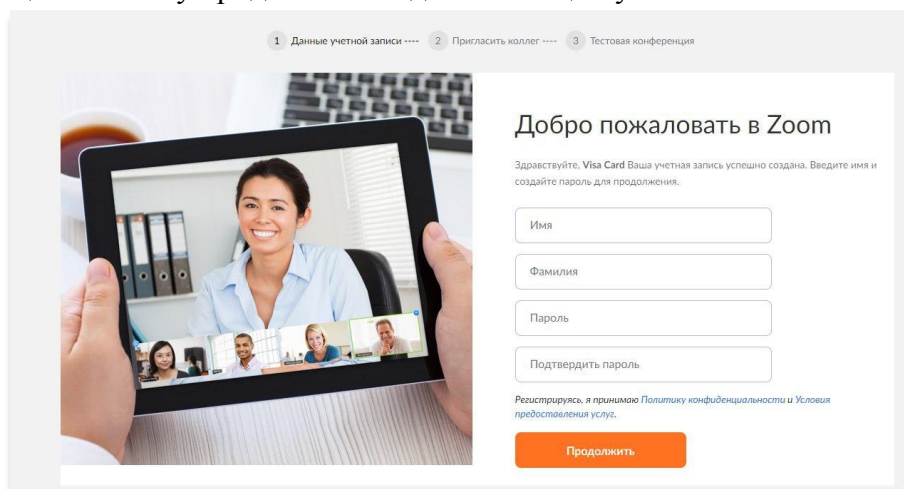 1 Данные учетной записи ---- 2 Пригласить коллег ---- 3 Тестовая конференция
Добро пожаловать в Zoom
Здравствуйте, Visa Card Ваша учетная запись успешно создана. Введите имя и
создайте пароль для продолжения.
Имя
Фамилия
Пароль
Подтвердить пароль
Регистрируясь, я принимаю Политику конфиденциальности и Условия
предоставления услуг.
Продолжить